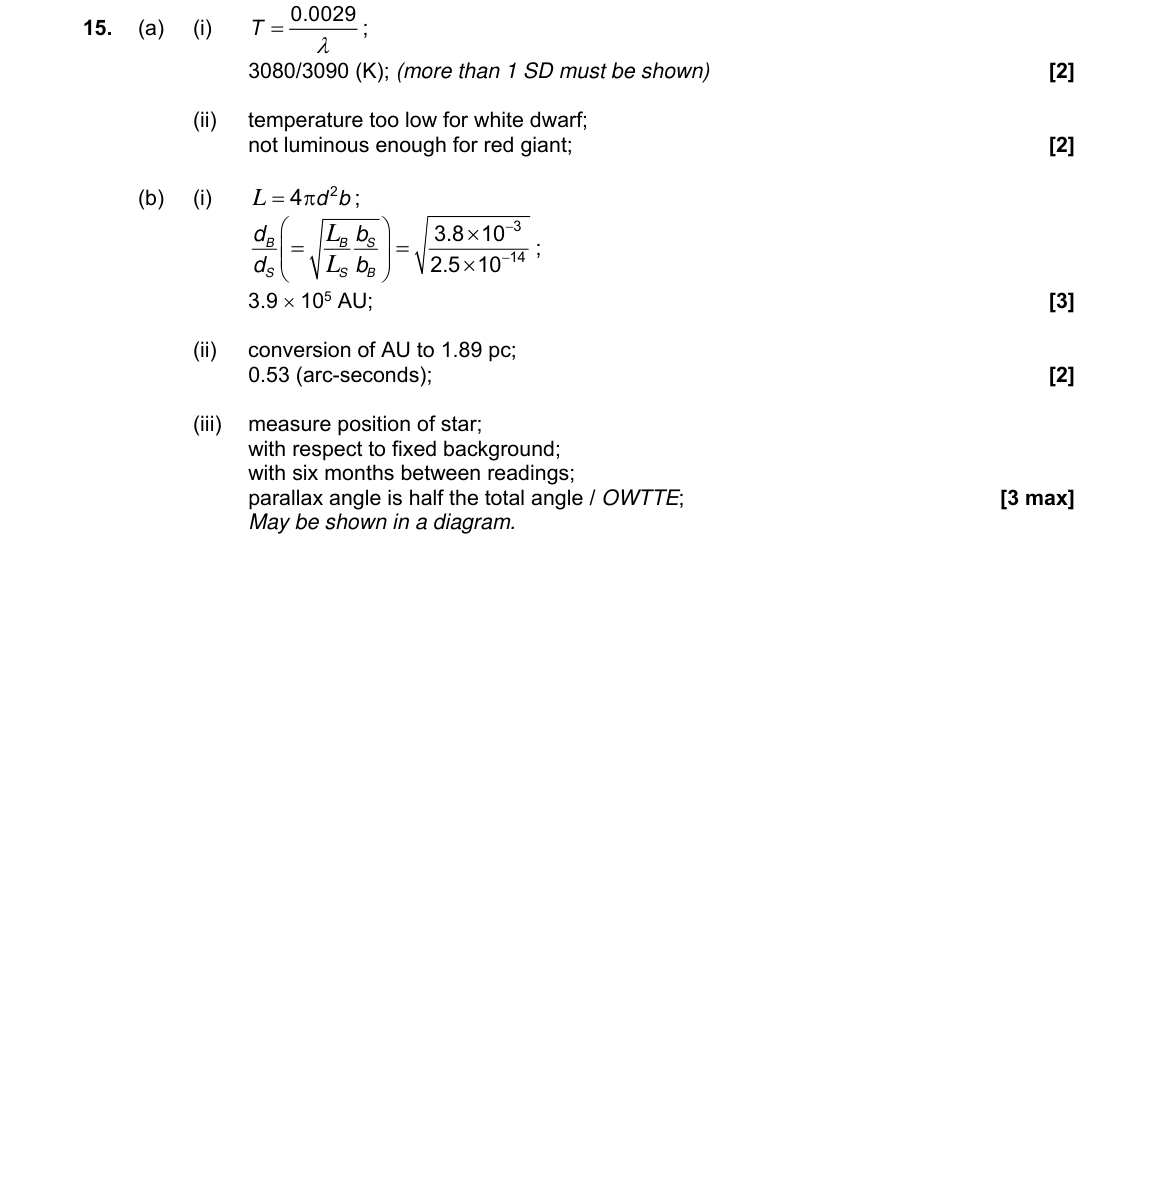 15. (a) (i) T = 0.0029 / λ ;
3080/3090 (K); (more than 1 SD must be shown) [2]
(ii) temperature too low for white dwarf;
not luminous enough for red giant; [2]
(b) (i) L = 4πd²b ;
d_B / d_S ( = √( L_B b_S / L_S b_B ) ) = √( 3.8×10⁻³ / 2.5×10⁻¹⁴ ) ;
3.9 × 10⁵ AU; [3]
(ii) conversion of AU to 1.89 pc;
0.53 (arc-seconds); [2]
(iii) measure position of star;
with respect to fixed background;
with six months between readings;
parallax angle is half the total angle / OWTTE; [3 max]
May be shown in a diagram.